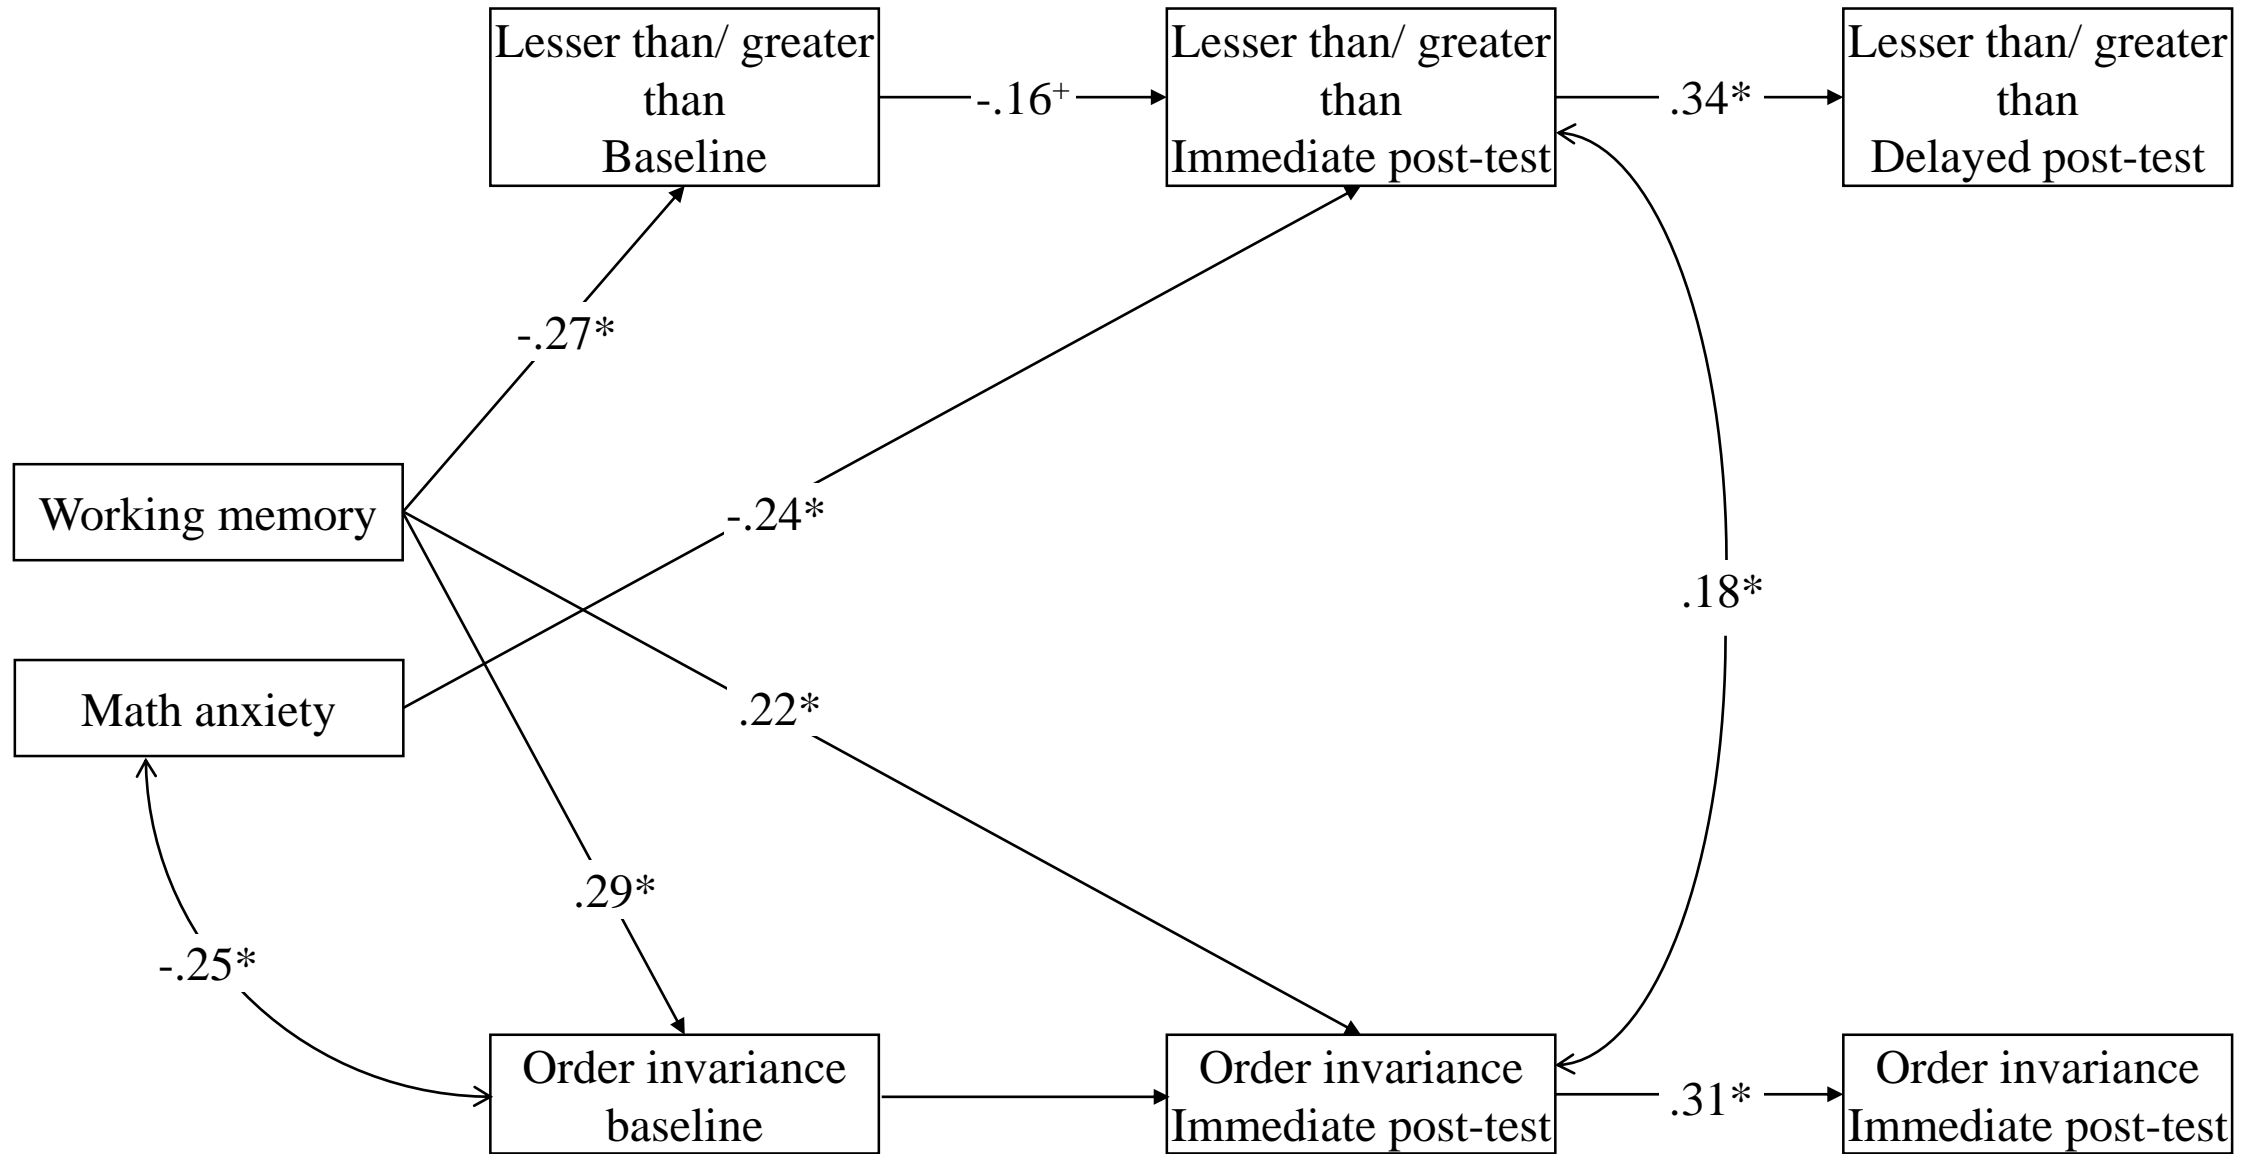 Lesser than/ greater
than
Baseline
-.16+
Lesser than/ greater
than
Immediate post-test
.34*
Lesser than/ greater
than
Delayed post-test
-.27*
Working memory
-.24*
.18*
Math anxiety
.22*
.29*
-.25*
Order invariance
baseline
Order invariance
Immediate post-test
.31*
Order invariance
Immediate post-test